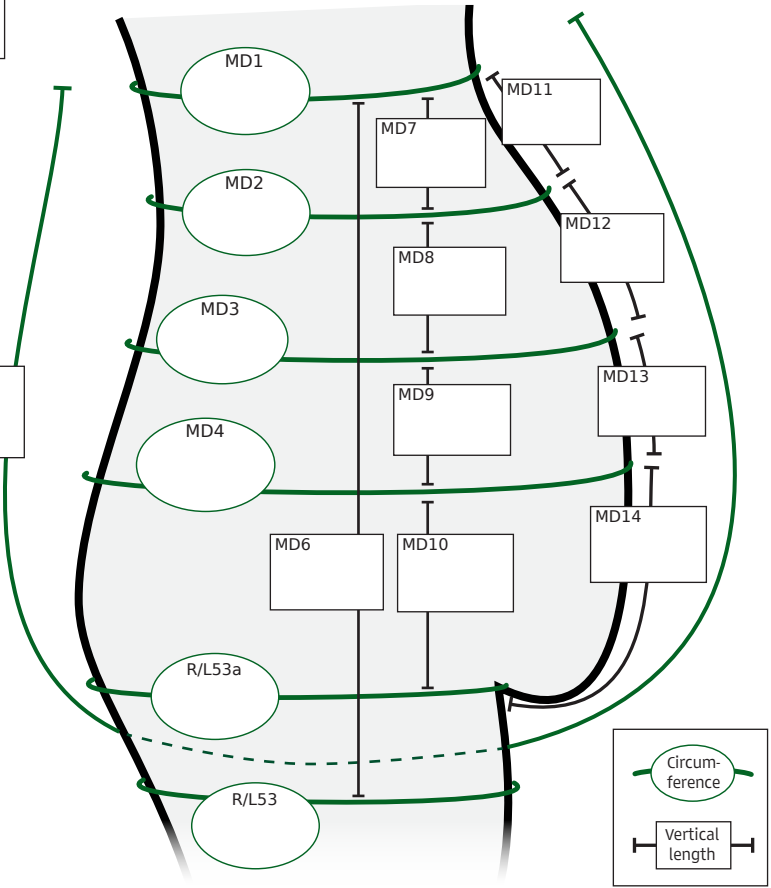 MD1
MD11
MD7
MD2
MD12
MD8
MD3
MD13
MD9
MD4
MD14
MD6
MD10
R/L53a
R/L53
Circum-
ference
Vertical
length